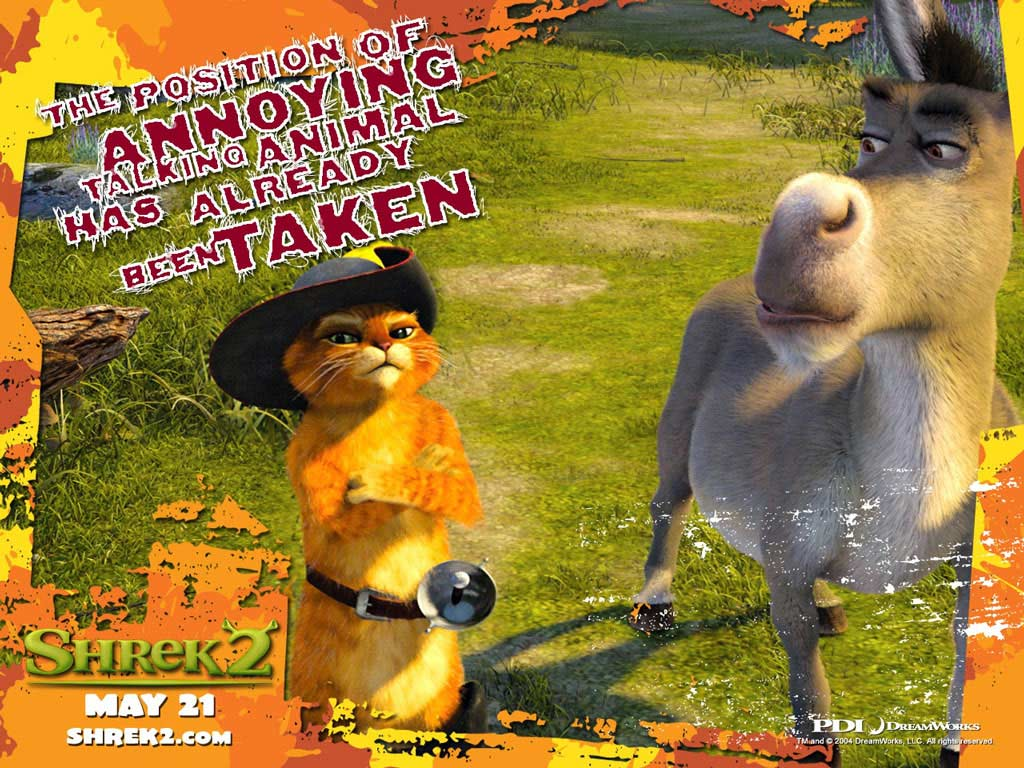 THE POSITION OF
ANNOYING
TALKING ANIMAL
HAS ALREADY
BEEN TAKEN
SHREK 2
MAY 21
SHREK2.COM
PDI DREAMWORKS
TM and © 2004 DreamWorks, L.L.C. All rights reserved.